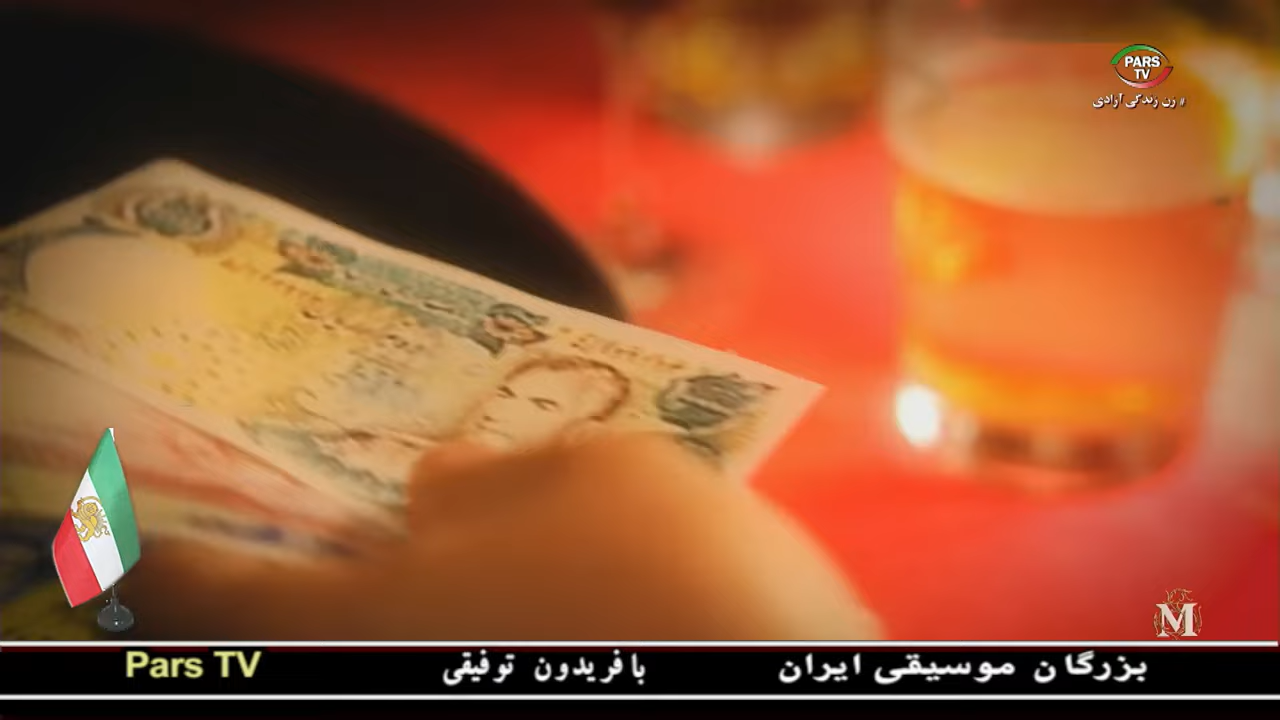 PARS
TV
# زن زندگی آزادی
M
بزرگان موسیقی ایران
با فریدون توفیقی
Pars TV